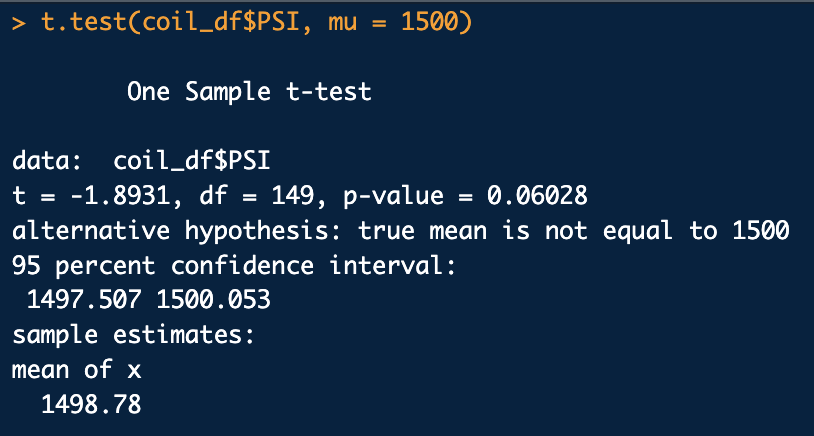 > t.test(coil_df$PSI, mu = 1500)
One Sample t-test
data:  coil_df$PSI
t = -1.8931, df = 149, p-value = 0.06028
alternative hypothesis: true mean is not equal to 1500
95 percent confidence interval:
1497.507 1500.053
sample estimates:
mean of x
1498.78